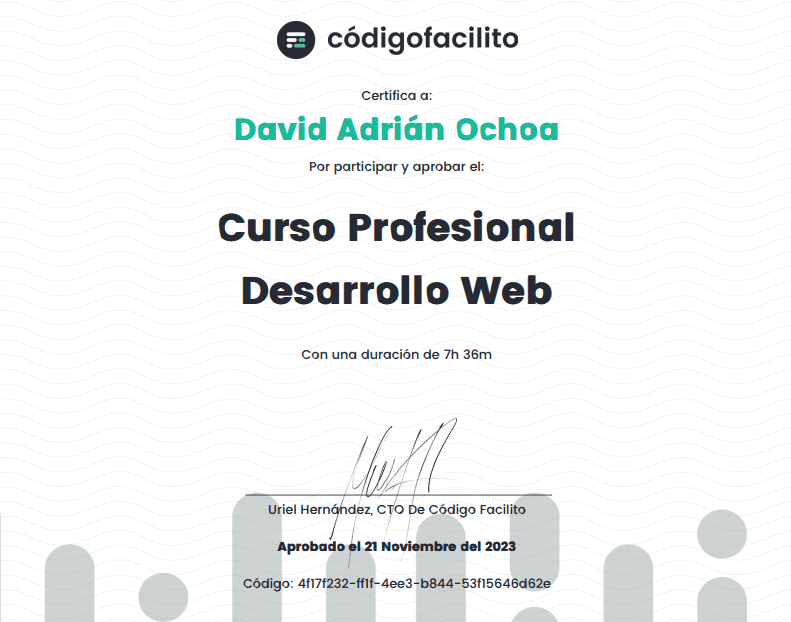 códigofacilito
Certifica a:
David Adrián Ochoa
Por participar y aprobar el:
Curso Profesional
Desarrollo Web
Con una duración de 7h 36m
Uriel Hernández, CTO De Código Facilito
Aprobado el 21 Noviembre del 2023
Código: 4f17f232-ff1f-4ee3-b844-53f15646d62e